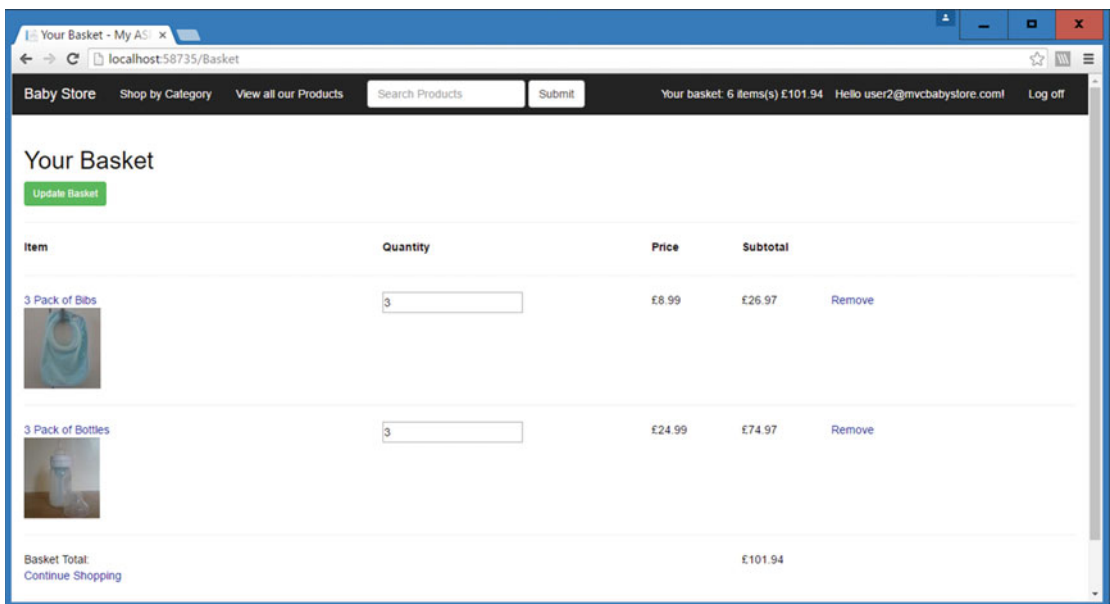 Your Basket - My AS
localhost:58735/Basket
Baby Store Shop by Category View all our Products Search Products Submit Your basket: 6 items(s) £101.94 Hello user2@mvcbabystore.com! Log off
Your Basket
Update Basket
Item Quantity Price Subtotal
3 Pack of Bibs 3 £8.99 £26.97 Remove
3 Pack of Bottles 3 £24.99 £74.97 Remove
Basket Total: £101.94
Continue Shopping